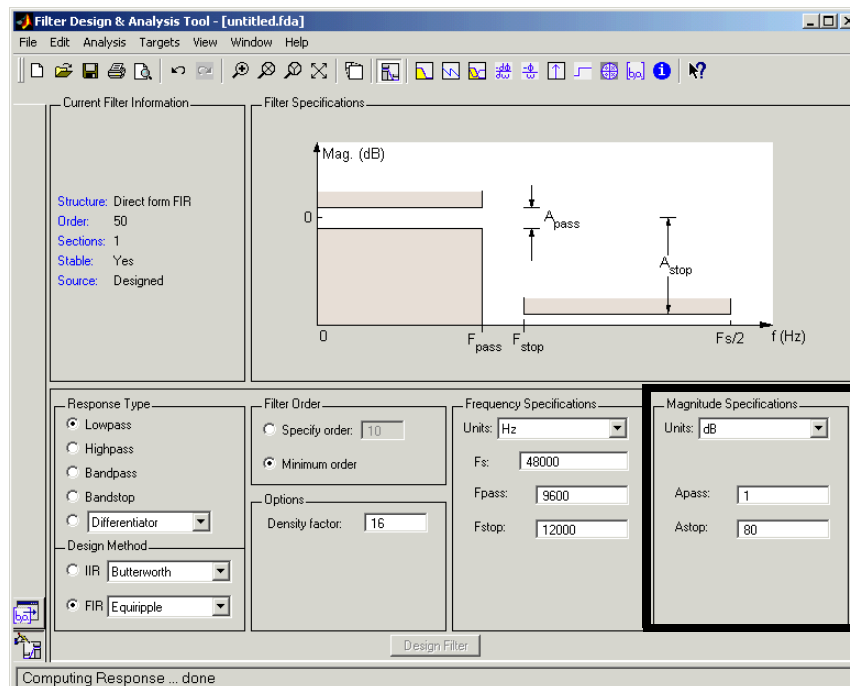 Filter Design & Analysis Tool - [untitled.fda]
File Edit Analysis Targets View Window Help
Current Filter Information
Structure: Direct form FIR
Order: 50
Sections: 1
Stable: Yes
Source: Designed
Filter Specifications
Mag. (dB)
0
Apass
Astop
0
Fpass
Fstop
Fs/2
f (Hz)
Response Type
Lowpass
Highpass
Bandpass
Bandstop
Differentiator
Design Method
IIR Butterworth
FIR Equiripple
Filter Order
Specify order: 10
Minimum order
Options
Density factor: 16
Frequency Specifications
Units: Hz
Fs: 48000
Fpass: 9600
Fstop: 12000
Magnitude Specifications
Units: dB
Apass: 1
Astop: 80
Design Filter
Computing Response ... done